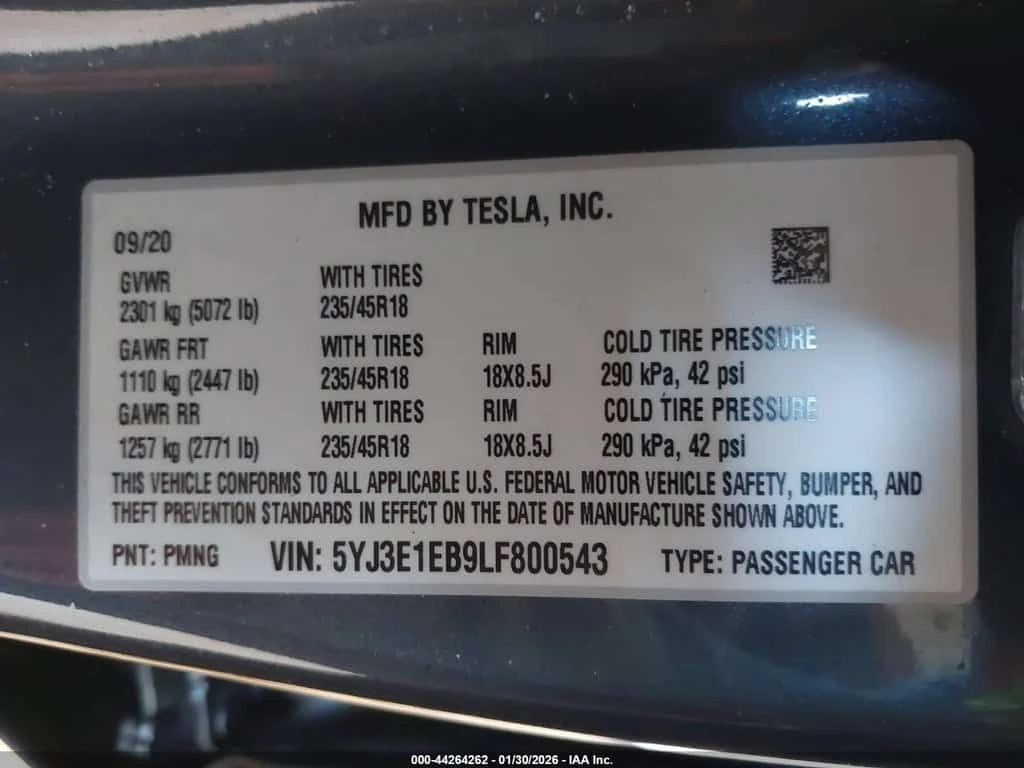 MFD BY TESLA, INC.
09/20
GVWR WITH TIRES
2301 kg (5072 lb) 235/45R18
GAWR FRT WITH TIRES RIM COLD TIRE PRESSURE
1110 kg (2447 lb) 235/45R18 18X8.5J 290 kPa, 42 psi
GAWR RR WITH TIRES RIM COLD TIRE PRESSURE
1257 kg (2771 lb) 235/45R18 18X8.5J 290 kPa, 42 psi
THIS VEHICLE CONFORMS TO ALL APPLICABLE U.S. FEDERAL MOTOR VEHICLE SAFETY, BUMPER, AND
THEFT PREVENTION STANDARDS IN EFFECT ON THE DATE OF MANUFACTURE SHOWN ABOVE.
PNT: PMNG VIN: 5YJ3E1EB9LF800543 TYPE: PASSENGER CAR
000-44264262 - 01/30/2026 - IAA Inc.